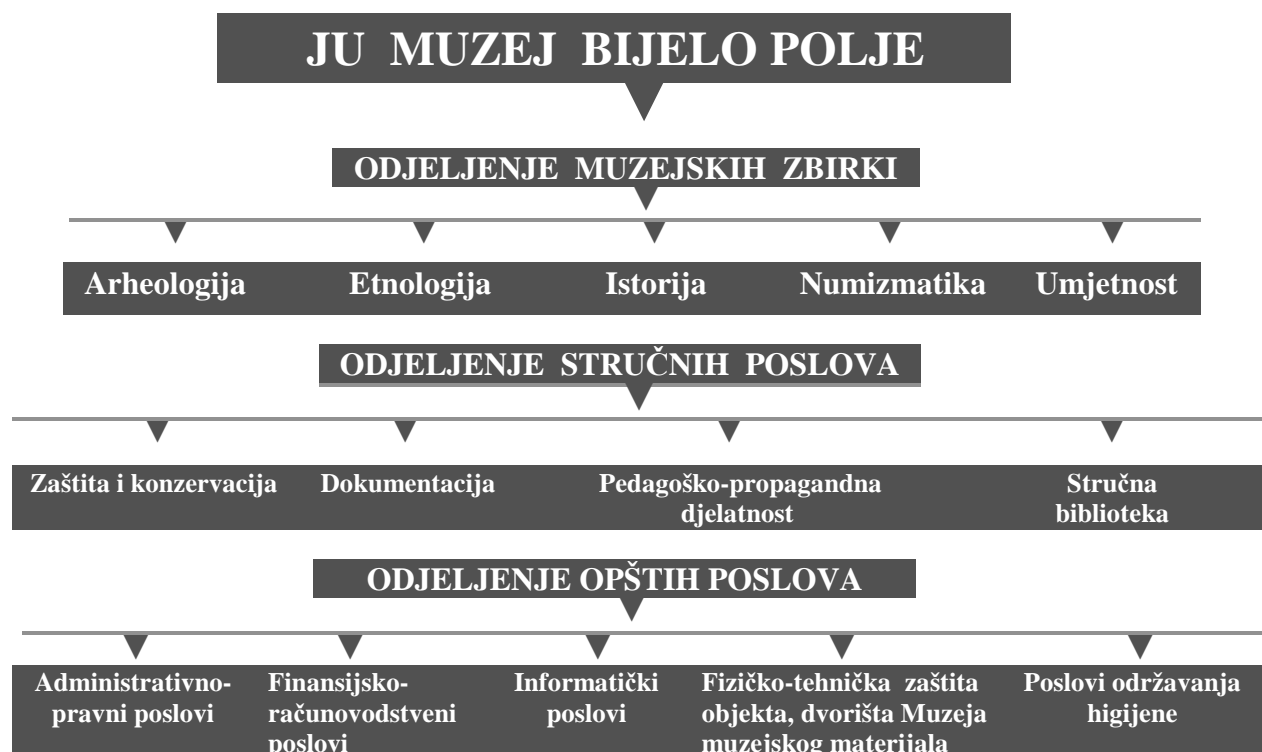 JU MUZEJ BIJELO POLJE
ODJELJENJE MUZEJSKIH ZBIRKI
Arheologija Etnologija Istorija Numizmatika Umjetnost
ODJELJENJE STRUČNIH POSLOVA
Zaštita i konzervacija
Dokumentacija
Pedagoško-propagandna
djelatnost
Stručna
biblioteka
ODJELJENJE OPŠTIH POSLOVA
Administrativno-
pravni poslovi
Finansijsko-
računovodstveni
poslovi
Informatički
poslovi
Fizičko-tehnička zaštita
objekta, dvorišta Muzeja
muzejskog materijala
Poslovi održavanja
higijene